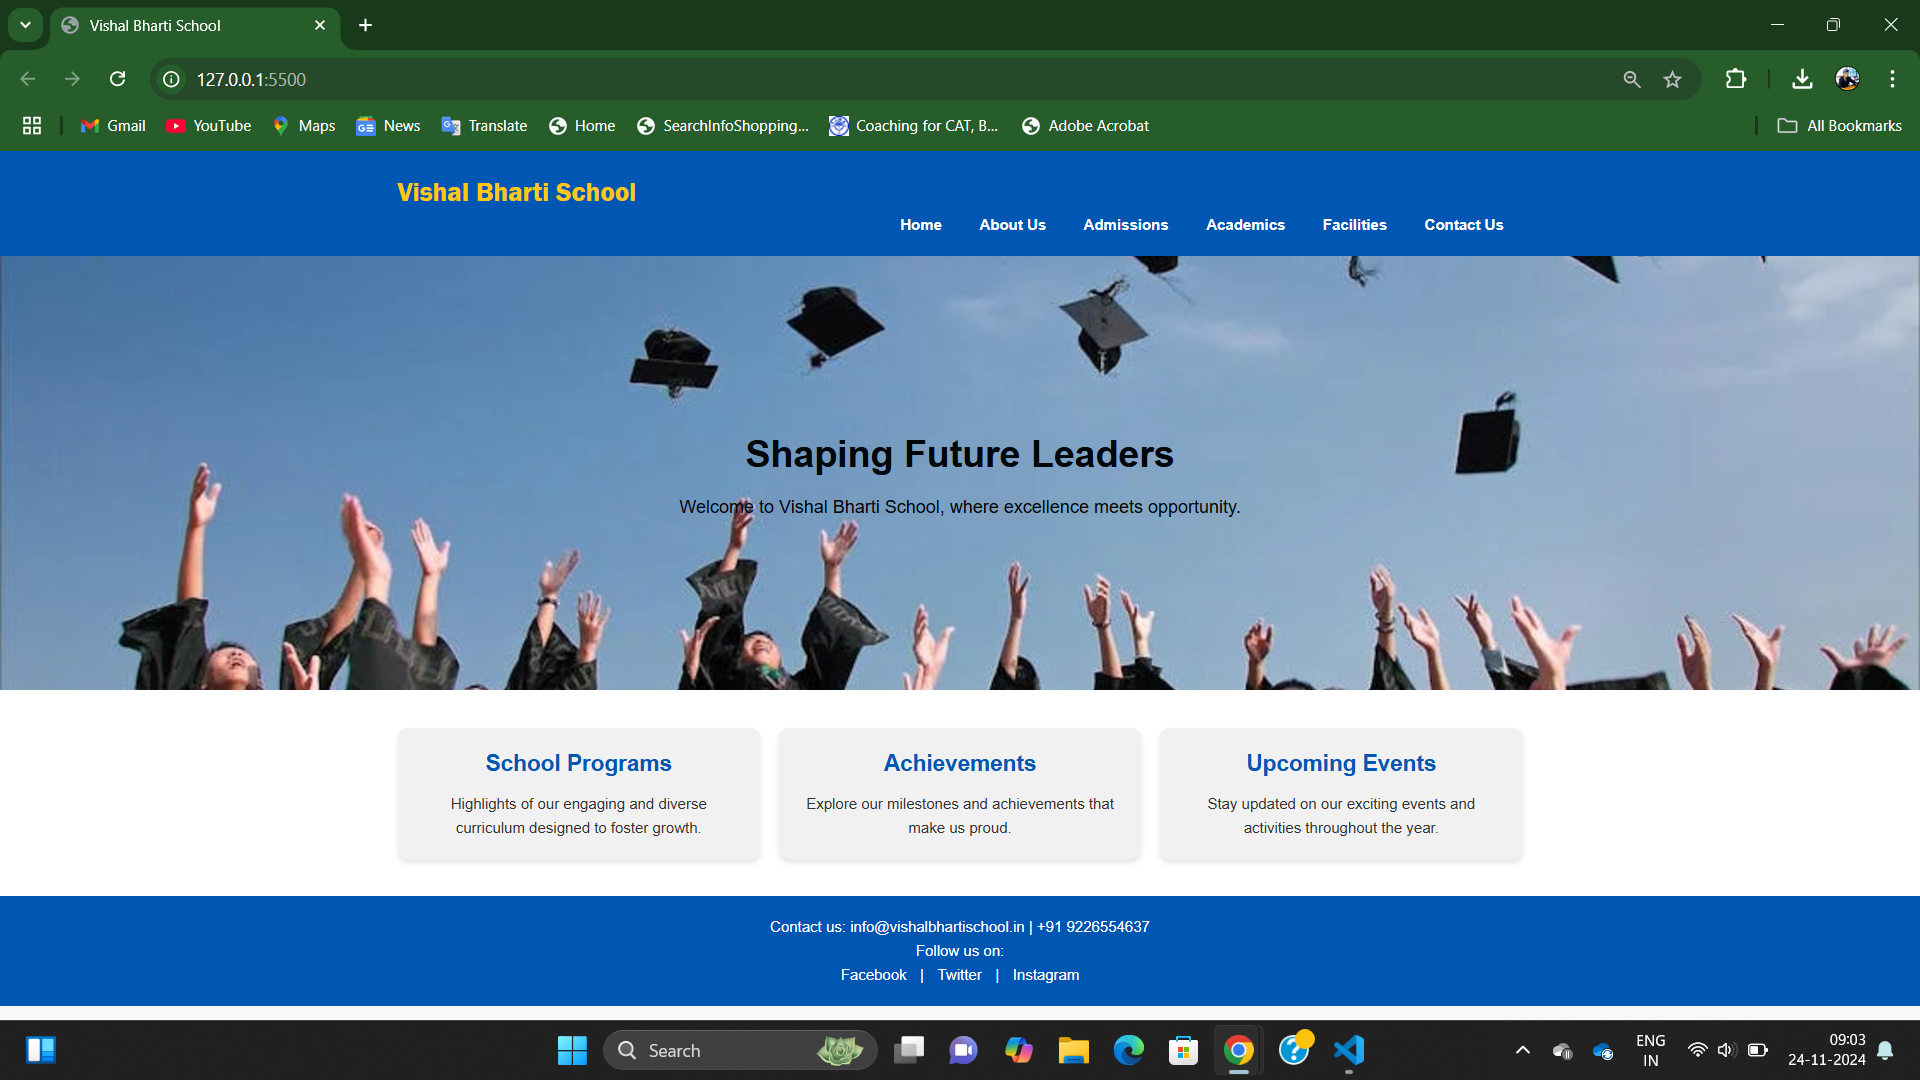 Vishal Bharti School
127.0.0.1:5500
Gmail
YouTube
Maps
News
Translate
Home
SearchInfoShopping...
Coaching for CAT, B...
Adobe Acrobat
All Bookmarks
Vishal Bharti School
Home
About Us
Admissions
Academics
Facilities
Contact Us
Shaping Future Leaders
Welcome to Vishal Bharti School, where excellence meets opportunity.
School Programs
Highlights of our engaging and diverse
curriculum designed to foster growth.
Achievements
Explore our milestones and achievements that
make us proud.
Upcoming Events
Stay updated on our exciting events and
activities throughout the year.
Contact us: info@vishalbhartischool.in | +91 9226554637
Follow us on:
Facebook | Twitter | Instagram
Search
ENG
IN
09:03
24-11-2024